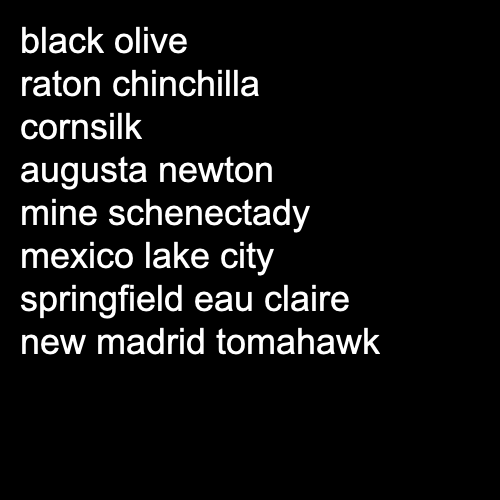 black olive
raton chinchilla
cornsilk
augusta newton
mine schenectady
mexico lake city
springfield eau claire
new madrid tomahawk